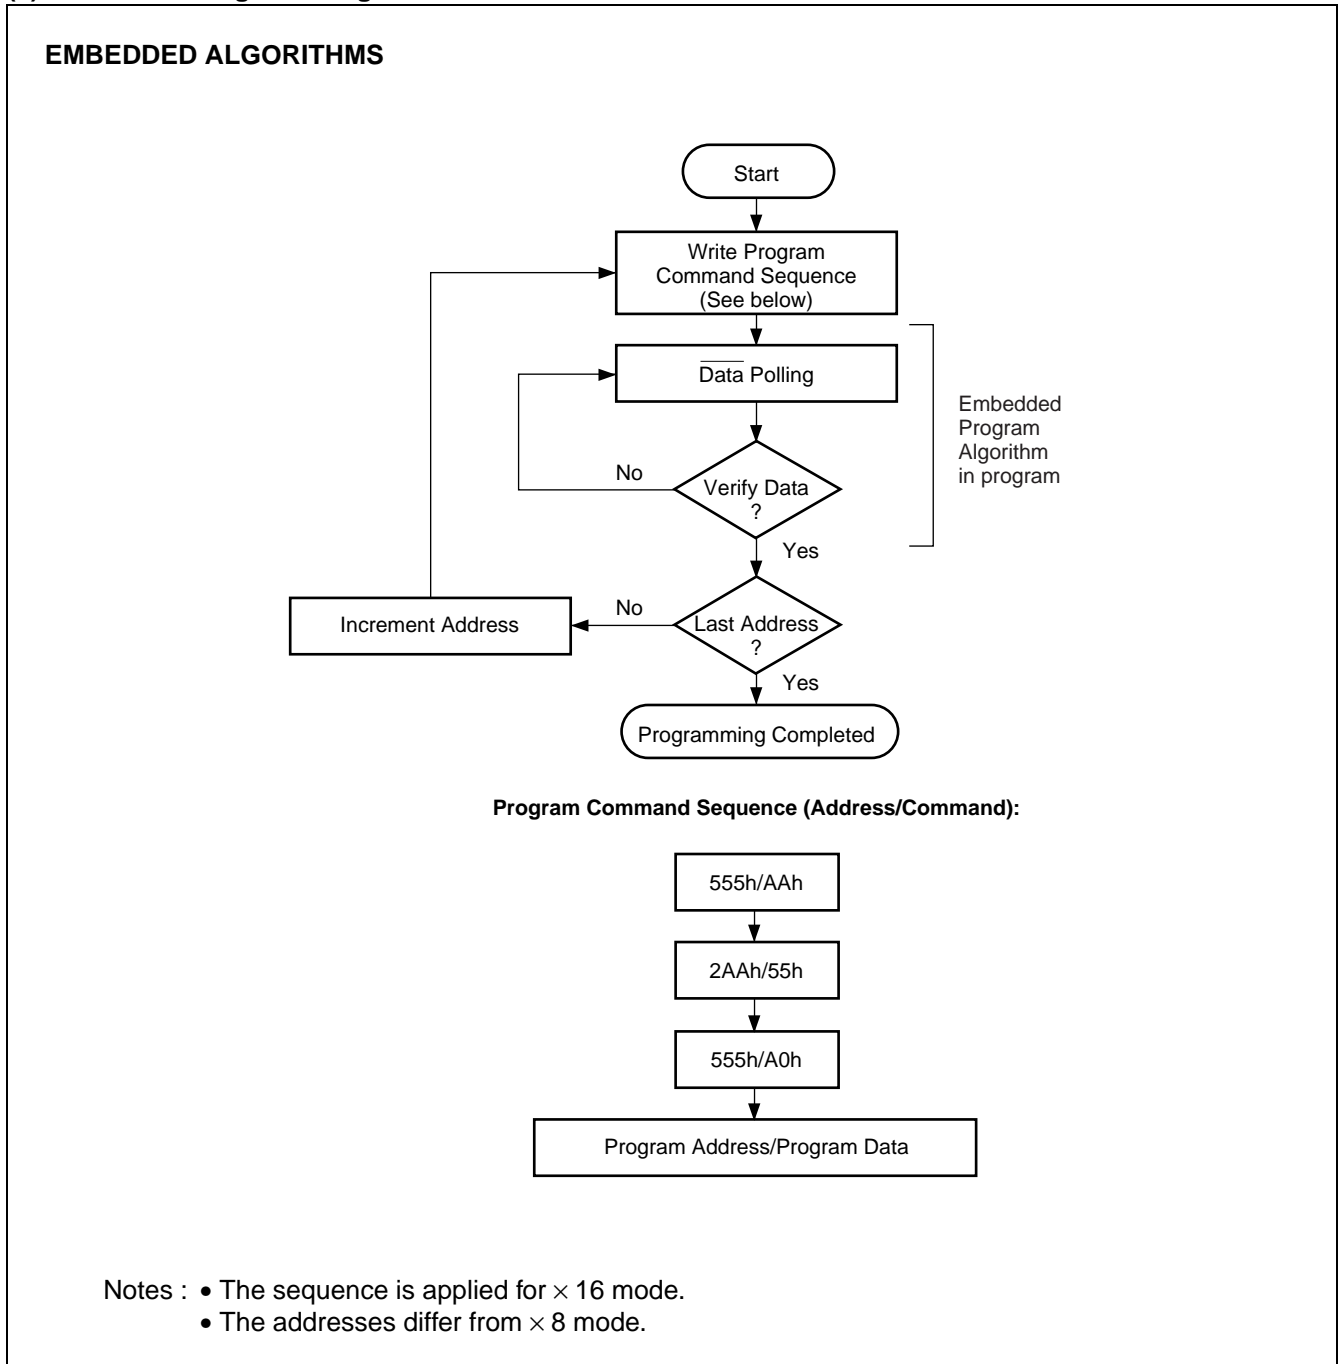 EMBEDDED ALGORITHMS
Start
Write Program
Command Sequence
(See below)
Data Polling
Embedded
Program
Algorithm
in program
No
Verify Data
?
Yes
Increment Address
No
Last Address
?
Yes
Programming Completed
Program Command Sequence (Address/Command):
555h/AAh
2AAh/55h
555h/A0h
Program Address/Program Data
Notes : • The sequence is applied for × 16 mode.
• The addresses differ from × 8 mode.